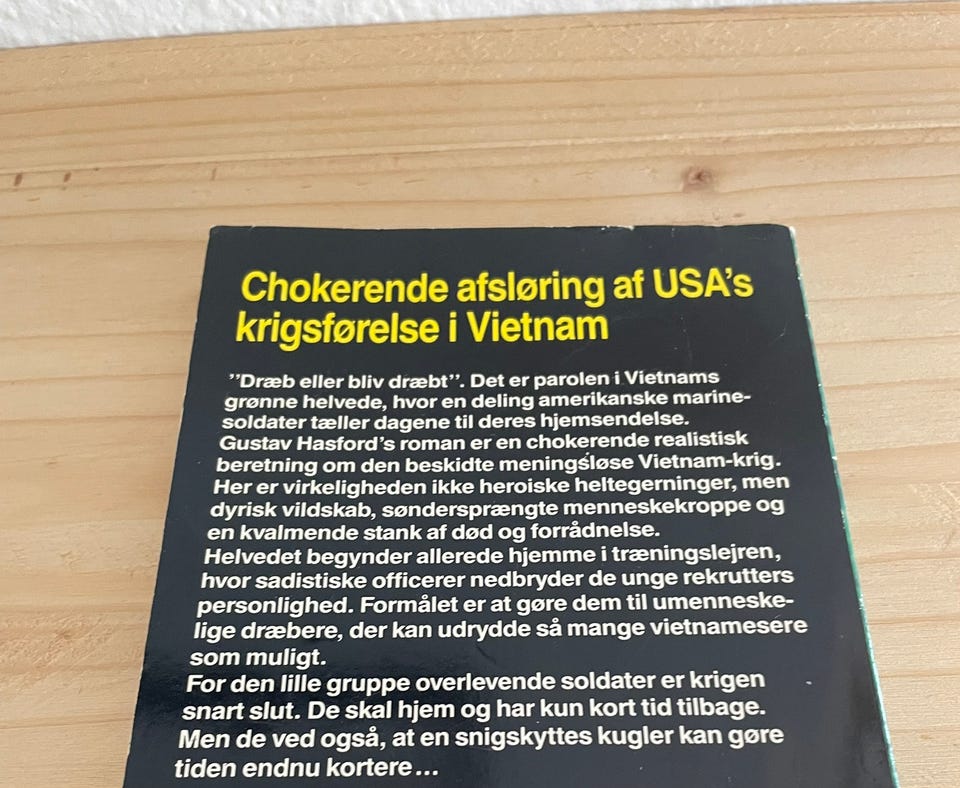 Chokerende afsløring af USA's
krigsførelse i Vietnam
"Dræb eller bliv dræbt". Det er parolen i Vietnams
grønne helvede, hvor en deling amerikanske marine-
soldater tæller dagene til deres hjemsendelse.
Gustav Hasford's roman er en chokerende realistisk
beretning om den beskidte meningsløse Vietnam-krig.
Her er virkeligheden ikke heroiske heltegerninger, men
dyrisk vildskab, søndersprængte menneskekroppe og
en kvalmende stank af død og forrådnelse.
Helvedet begynder allerede hjemme i træningslejren,
hvor sadistiske officerer nedbryder de unge rekrutters
personlighed. Formålet er at gøre dem til umenneske-
lige dræbere, der kan udrydde så mange vietnamesere
som muligt.
For den lille gruppe overlevende soldater er krigen
snart slut. De skal hjem og har kun kort tid tilbage.
Men de ved også, at en snigskyttes kugler kan gøre
tiden endnu kortere...